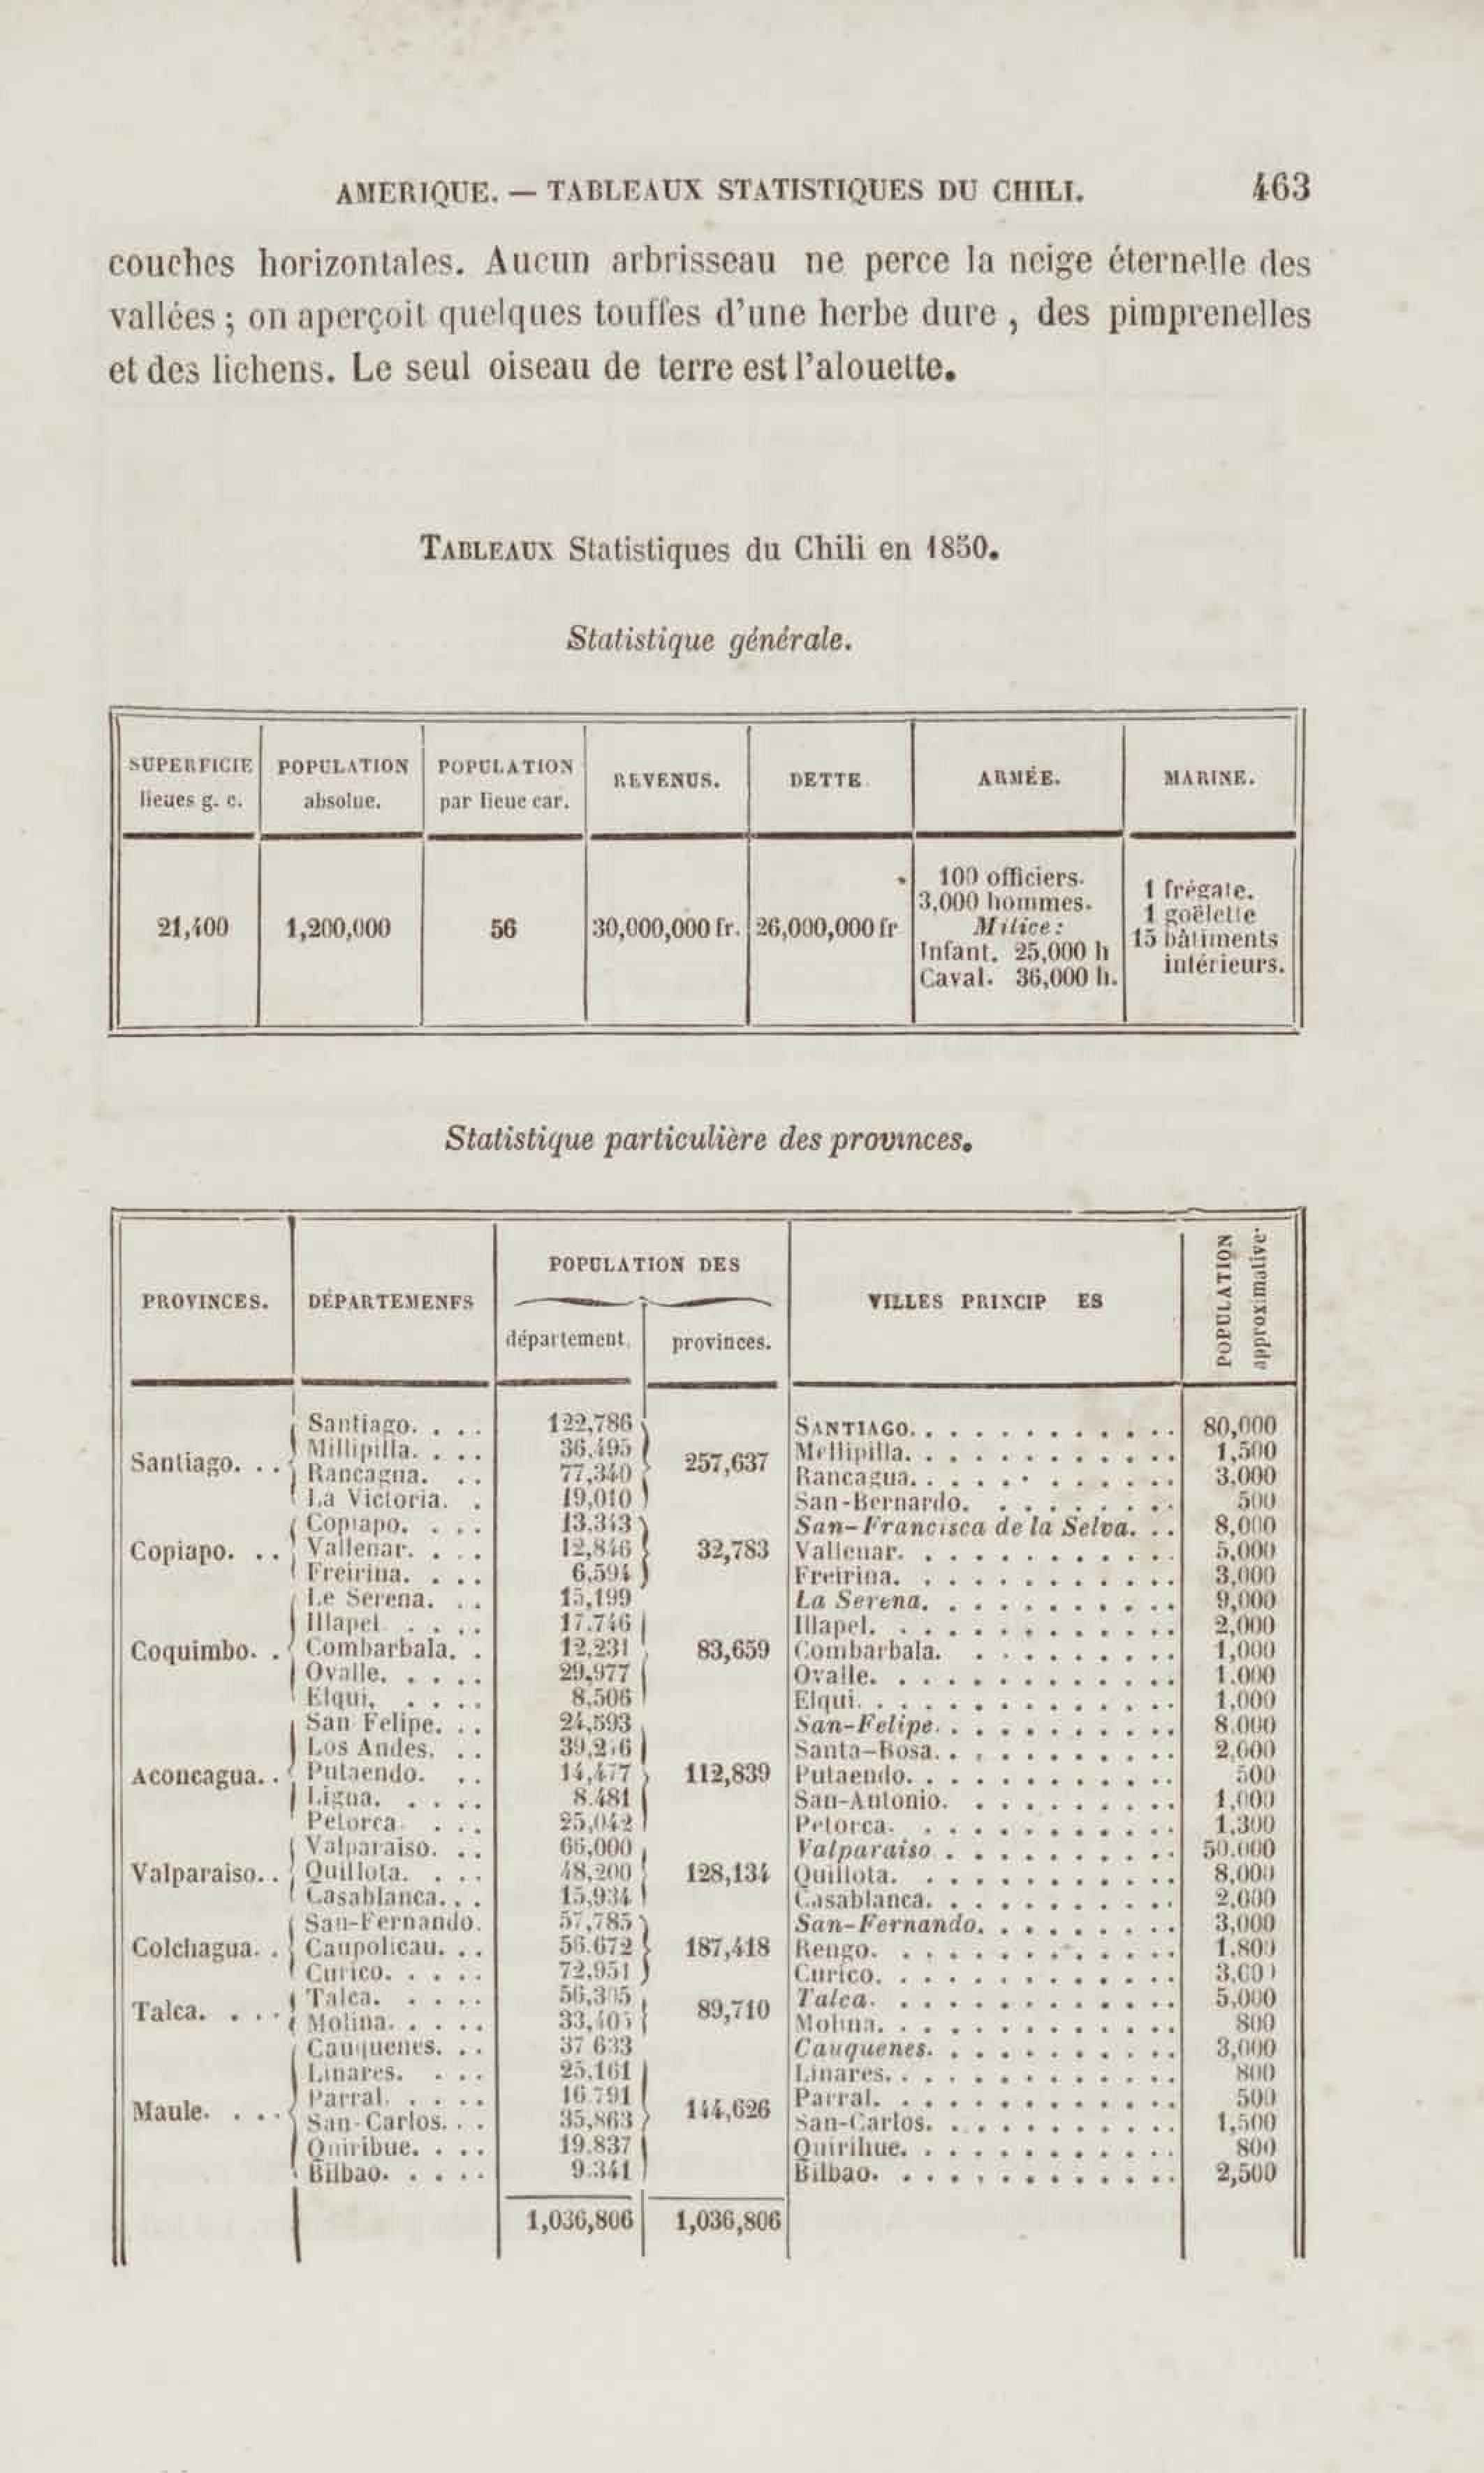 AMERIQUE. — TABLEAUX STATISTIQUES DU CHILI. 463
couches horizontales. Aucun arbrisseau ne perce la neige éternelle des
vallées ; on aperçoit quelques touffes d'une herbe dure , des pimprenelles
et des lichens. Le seul oiseau de terre est l'alouette.
TABLEAUX Statistiques du Chili en 1850.
Statistique générale.
SUPERFICIE lieues g. c. POPULATION absolue. POPULATION par lieue car. REVENUS. DETTE ARMÉE. MARINE.
21,400 1,200,000 56 30,000,000 fr. 26,000,000 fr
100 officiers.
3,000 hommes.
Milice :
Infant. 25,000 h
Caval. 36,000 h.
1 frégate.
1 goëlette
15 bâtiments
intérieurs.
Statistique particulière des provinces.
PROVINCES. DÉPARTEMENFS POPULATION DES département. provinces. VILLES PRINCIP ES POPULATION approximative.
Santiago. . . . 122,786 SANTIAGO. 80,000
Millipilla. . . . 36,495 Mellipilla. 1,500
Santiago. . . Rancagua. . . 77,340 257,637 Rancagua. 3,000
La Victoria. . 19,010 San-Bernardo. 500
Copiapo. . . . 13,343 San-Francisca de la Selva. . . 8,000
Copiapo. . . Vallenar. . . . 12,846 32,783 Vallenar. 5,000
Freirina. . . . 6,594 Freirina. 3,000
Le Serena. . . 15,199 La Serena. 9,000
Illapel . . . . 17.746 Illapel. 2,000
Coquimbo. . Combarbala. . 12,231 83,659 Combarbala. 1,000
Ovalle. . . . . 29,977 Ovalle. 1.000
Elqui. . . . . 8,506 Elqui. 1,000
San Felipe. . . 24,593 San-Felipe. 8,000
Los Andes. . . 39,246 Santa-Rosa. 2,000
Aconcagua. . Putaendo. . . 14,477 112,839 Putaendo. 500
Ligua. . . . . 8.481 San-Antonio. 1,000
Petorca . . . 25,042 Petorca. 1,300
Valparaiso. . . 66,000 Valparaiso 50.000
Valparaiso. . Quillota. . . . 48,200 128,134 Quillota. 8,000
Casablanca. . . 15,934 Casablanca. 2,000
San-Fernando. 57,785 San-Fernando. 3,000
Colchagua. . Caupolicau. . . 56.672 187,418 Rengo. 1.800
Curico. . . . . 72,951 Curico. 3,000
Talca. . . . . 56,305 Talca. 5,000
Talca. . . . Molina. . . . . 33,405 89,710 Molina. 800
Cauquenes. . . 37 633 Cauquenes. 3,000
Linares. . . . 25,161 Linares. 800
Parral. . . . . 16.791 Parral. 500
Maule. . . . San-Carlos. . . 35,863 144,626 San-Carlos. 1,500
Quiribue. . . . 19.837 Quirihue. 800
Bilbao. . . . . 9.341 Bilbao. 2,500
1,036,806 1,036,806